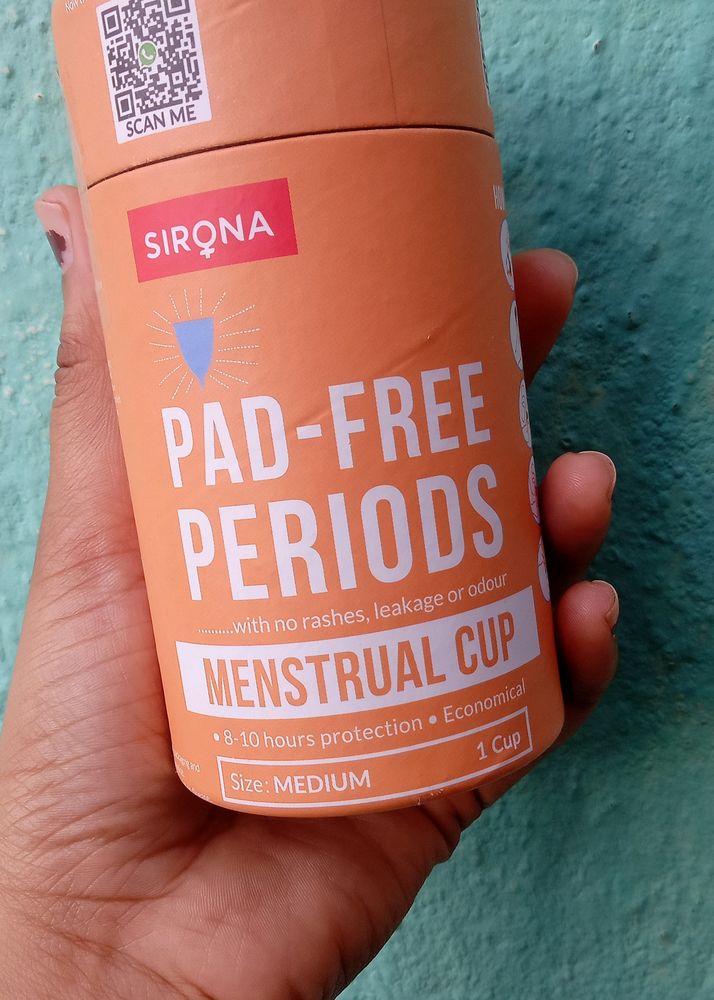 SCAN ME
SIRONA
PAD-FREE
PERIODS
..........with no rashes, leakage or odour
MENSTRUAL CUP
• 8-10 hours protection • Economical
Size: MEDIUM
1 Cup